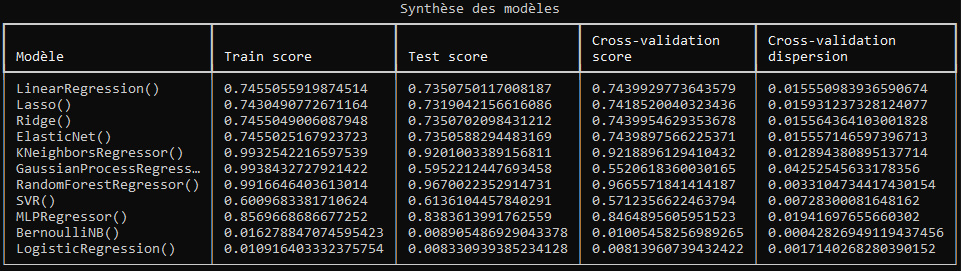 Synthèse des modèles
Cross-validation Cross-validation
Modèle Train score Test score score dispersion
LinearRegression() 0.7455055919874514 0.7350750117008187 0.7439929773643579 0.015550983936590674
Lasso() 0.7430490772671164 0.7319042156616086 0.7418520040323436 0.015931237328124077
Ridge() 0.7455049006087948 0.7350702098431212 0.7439954629353678 0.015564364103001828
ElasticNet() 0.7455025167923723 0.7350588294483169 0.7439897566225371 0.015557146597396713
KNeighborsRegressor() 0.9932542216597539 0.9201003389156811 0.9218896129410432 0.012894380895137714
GaussianProcessRegress… 0.9938432727921422 0.5952212447693458 0.5520618360030165 0.04252545633178356
RandomForestRegressor() 0.9916646403613014 0.9670022352914731 0.9665571841414187 0.0033104734417430154
SVR() 0.6009683381710624 0.6136104457840291 0.5712356622463794 0.00728300081648162
MLPRegressor() 0.8569668686677252 0.8383613991762559 0.8464895605951523 0.01941697655660302
BernoulliNB() 0.016278847074595423 0.008905486929043378 0.01005458256989265 0.00042826949119437456
LogisticRegression() 0.010916403332375754 0.008330939385234128 0.00813960739432422 0.0017140268280390152